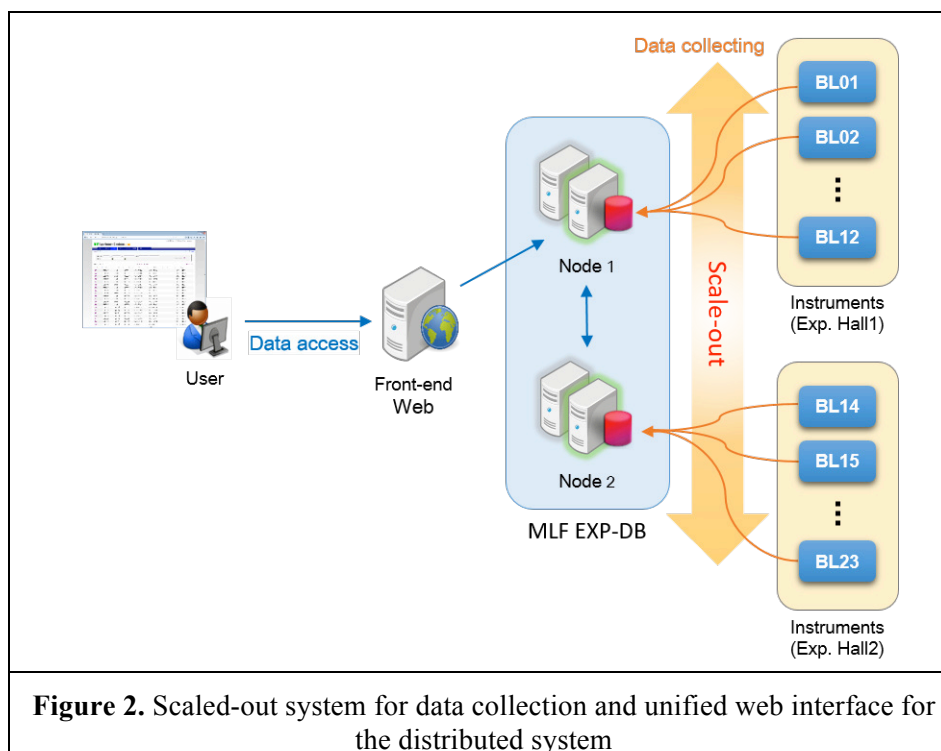 Data collecting
BL01
BL02
BL12
Instruments
(Exp. Hall1)
Scale-out
Node 1
Node 2
MLF EXP-DB
User
Data access
Front-end
Web
BL14
BL15
BL23
Instruments
(Exp. Hall2)
Figure 2. Scaled-out system for data collection and unified web interface for
the distributed system